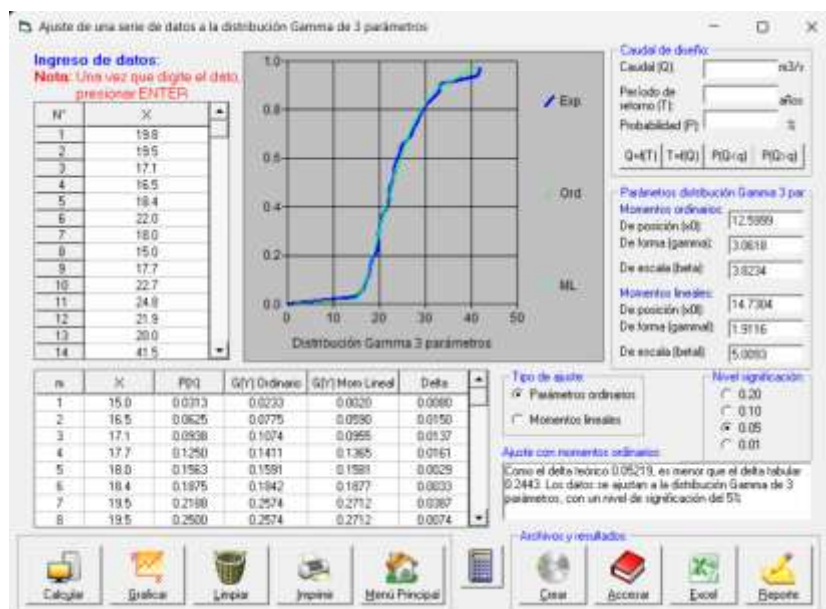 Ajuste de una serie de datos a la distribución Gamma de 3 parámetros
Ingreso de datos:
Nota: Una vez que digite el dato,
presionar ENTER
N° X
1 19.8
2 19.5
3 17.1
4 16.5
5 18.4
6 22.0
7 18.0
8 15.0
9 17.7
10 22.7
11 24.8
12 21.9
13 20.0
14 41.5
1.0
0.8
0.6
0.4
0.2
0.0
0 10 20 30 40 50
Distribución Gamma 3 parámetros
Exp.
Ord
ML
Caudal de diseño:
Caudal (Q): m3/s
Período de
retorno (T): años
Probabilidad (P): %
Q=f(T) T=f(Q) P(Q<q) P(Q>q)
Parámetros distribución Gamma 3 par
Momentos ordinarios:
De posición (x0): 12.5999
De forma (gamma): 3.0618
De escala (beta): 3.8234
Momentos lineales:
De posición (x0l): 14.7304
De forma (gammal): 1.9116
De escala (betal): 5.0093
m X P(X) G(Y) Ordinario G(Y) Mom Lineal Delta
1 15.0 0.0313 0.0233 0.0020 0.0080
2 16.5 0.0625 0.0775 0.0590 0.0150
3 17.1 0.0938 0.1074 0.0955 0.0137
4 17.7 0.1250 0.1411 0.1365 0.0161
5 18.0 0.1563 0.1591 0.1581 0.0029
6 18.4 0.1875 0.1842 0.1877 0.0033
7 19.5 0.2188 0.2574 0.2712 0.0387
8 19.5 0.2500 0.2574 0.2712 0.0074
Tipo de ajuste:
Parámetros ordinarios
Momentos lineales
Nivel significación:
0.20
0.10
0.05
0.01
Ajuste con momentos ordinarios:
Como el delta teórico 0.05219, es menor que el delta tabular
0.2443. Los datos se ajustan a la distribución Gamma de 3
parámetros, con un nivel de significación del 5%
Archivos y resultados:
Calcular Graficar Limpiar Imprimir Menú Principal Crear Accesar Excel Reporte